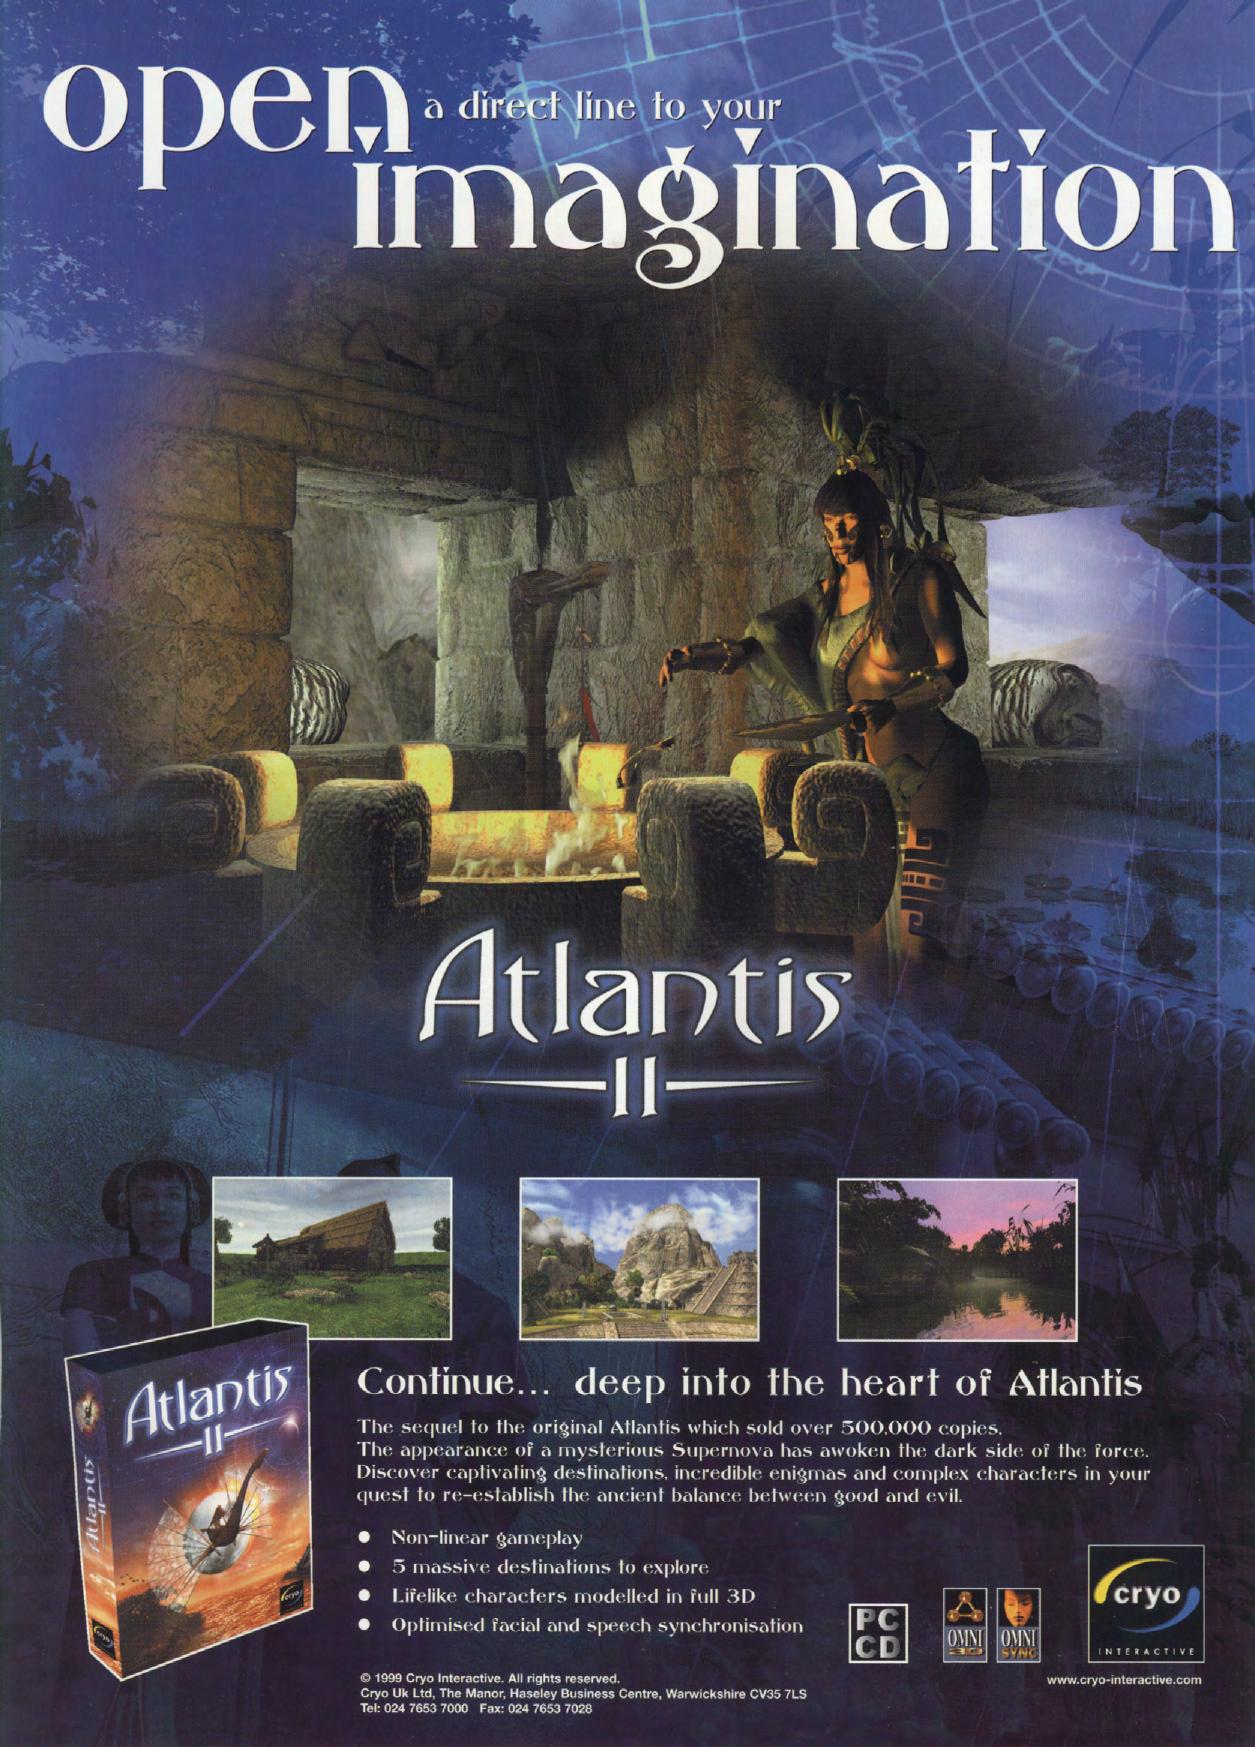 open
a direct line to your
imagination
Atlantis
II
Atlantis
II
Atlantis
II
cryo
cryo
Continue... deep into the heart of Atlantis
The sequel to the original Atlantis which sold over 500,000 copies.
The appearance of a mysterious Supernova has awoken the dark side of the force.
Discover captivating destinations, incredible enigmas and complex characters in your
quest to re-establish the ancient balance between good and evil.
● Non-linear gameplay
● 5 massive destinations to explore
● Lifelike characters modelled in full 3D
● Optimised facial and speech synchronisation
PC
CD
OMNI
3D
OMNI
SYNC
cryo
INTERACTIVE
www.cryo-interactive.com
© 1999 Cryo Interactive. All rights reserved.
Cryo Uk Ltd, The Manor, Haseley Business Centre, Warwickshire CV35 7LS
Tel: 024 7653 7000 Fax: 024 7653 7028